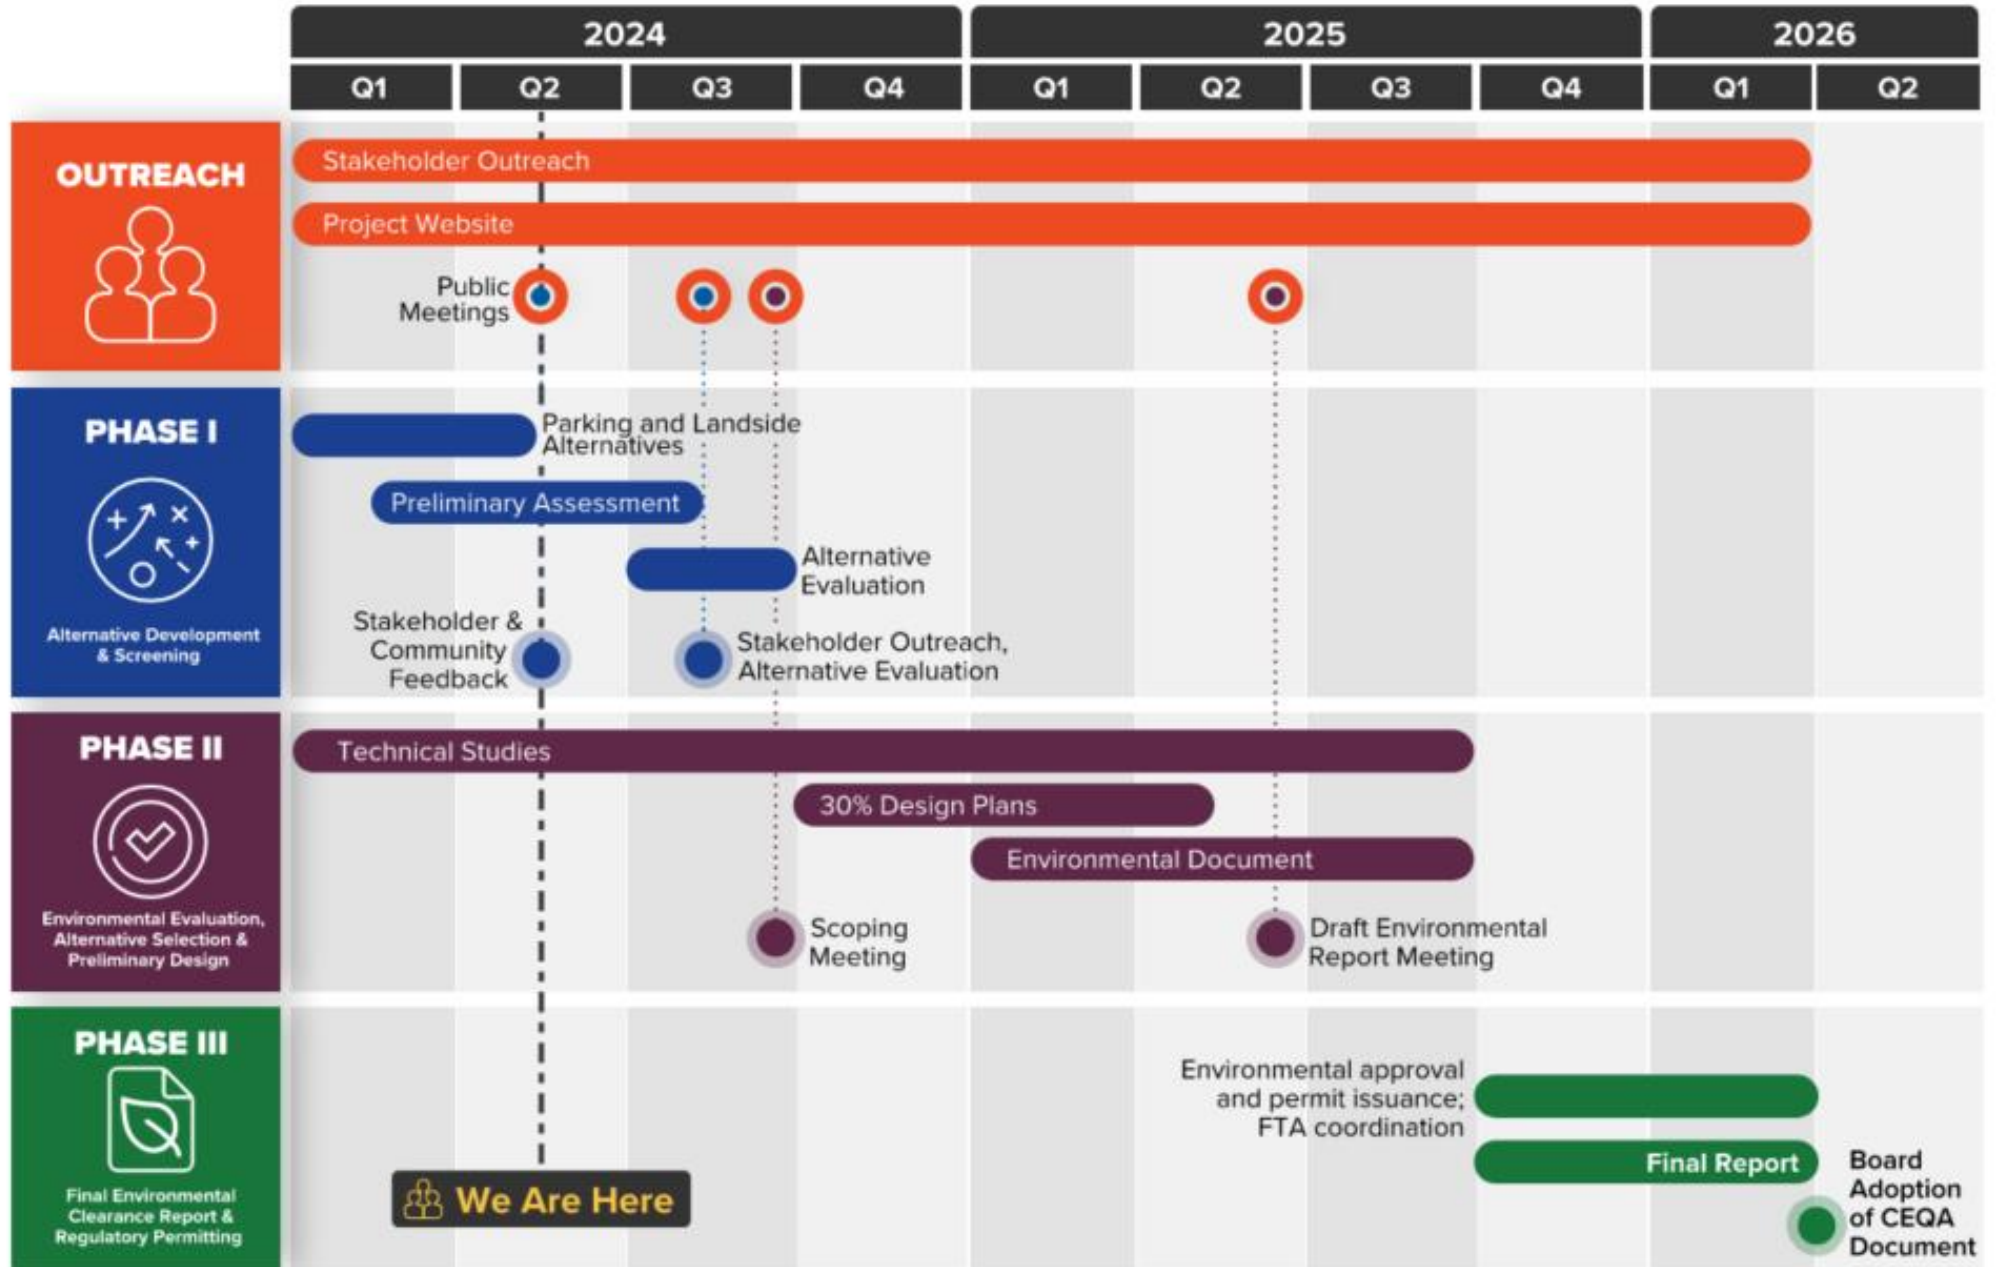 2024
2025
2026
Q1
Q2
Q3
Q4
Q1
Q2
Q3
Q4
Q1
Q2
OUTREACH
Stakeholder Outreach
Project Website
Public
Meetings
PHASE I
Alternative Development
& Screening
Parking and Landside
Alternatives
Preliminary Assessment
Alternative
Evaluation
Stakeholder &
Community
Feedback
Stakeholder Outreach,
Alternative Evaluation
PHASE II
Environmental Evaluation,
Alternative Selection &
Preliminary Design
Technical Studies
30% Design Plans
Environmental Document
Scoping
Meeting
Draft Environmental
Report Meeting
PHASE III
Final Environmental
Clearance Report &
Regulatory Permitting
Environmental approval
and permit issuance;
FTA coordination
Final Report
Board
Adoption
of CEQA
Document
We Are Here